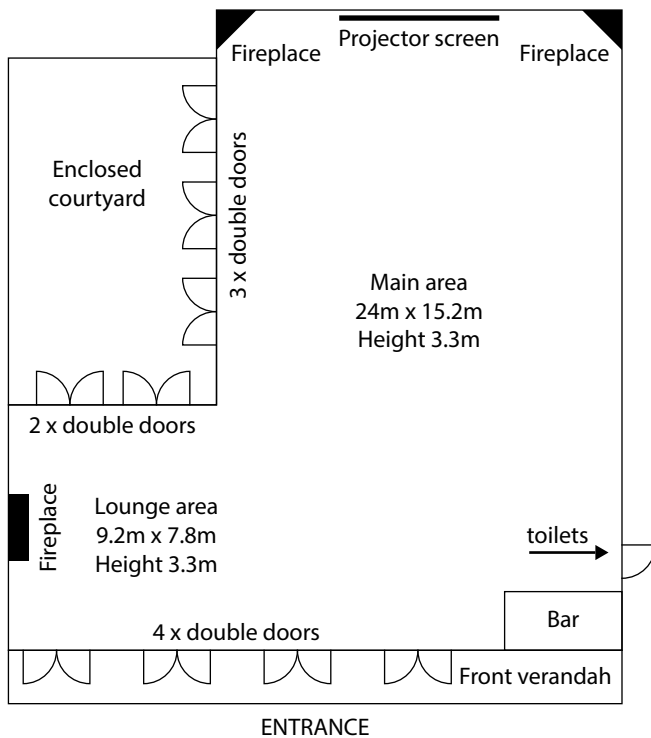 Fireplace
Projector screen
Fireplace
Enclosed
courtyard
3 x double doors
Main area
24m x 15.2m
Height 3.3m
2 x double doors
Fireplace
Lounge area
9.2m x 7.8m
Height 3.3m
toilets
Bar
4 x double doors
Front verandah
ENTRANCE